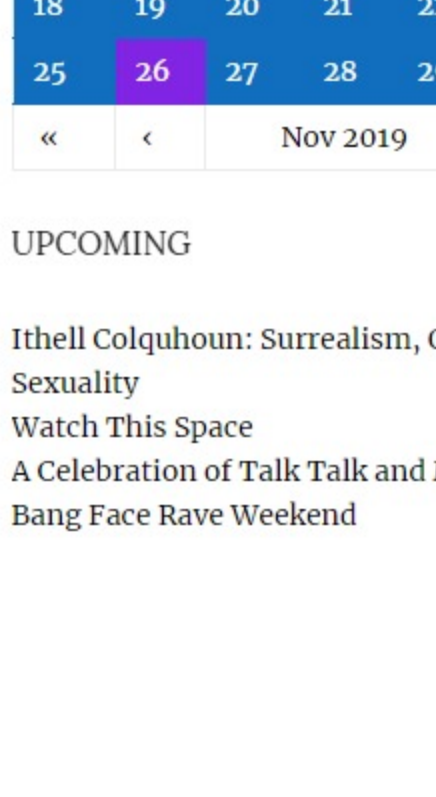 18 19 20 21
25 26 27 28
« ‹ Nov 2019
UPCOMING
Ithell Colquhoun: Surrealism,
Sexuality
Watch This Space
A Celebration of Talk Talk and
Bang Face Rave Weekend